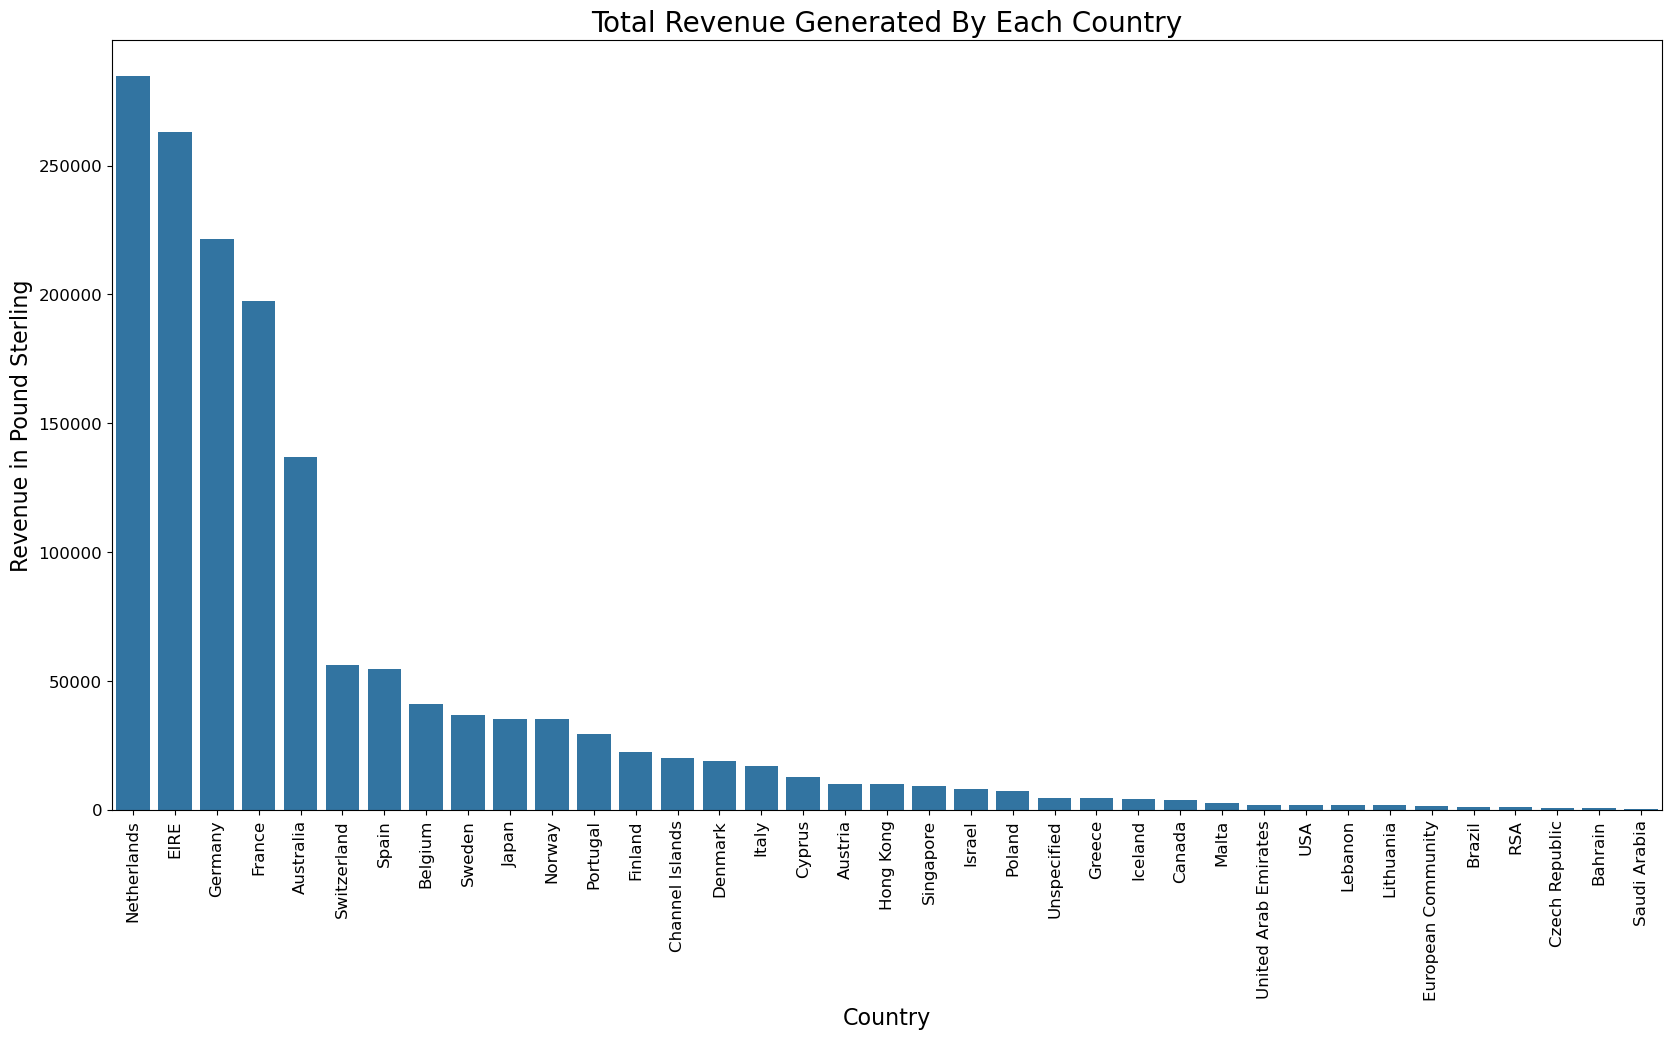 Total Revenue Generated By Each Country
Revenue in Pound Sterling
250000
200000
150000
100000
50000
0
Netherlands
EIRE
Germany
France
Australia
Switzerland
Spain
Belgium
Sweden
Japan
Norway
Portugal
Finland
Channel Islands
Denmark
Italy
Cyprus
Austria
Hong Kong
Singapore
Israel
Poland
Unspecified
Greece
Iceland
Canada
Malta
United Arab Emirates
USA
Lebanon
Lithuania
European Community
Brazil
RSA
Czech Republic
Bahrain
Saudi Arabia
Country